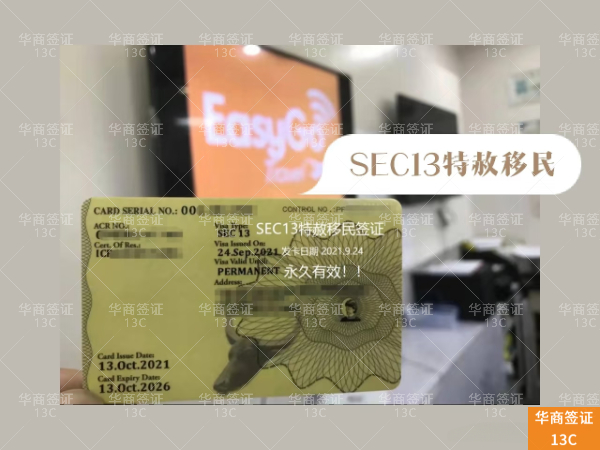 EasyG
SEC13特赦移民
CARD SERIAL NO.: 00
CONTROL NO.:
ACR NO.:
Visa Type:
SEC 13
SEC13特赦移民签证
Cert. Of Res.:
Visa Issued On:
24.Sep.2021
发卡日期 2021.9.24
ICR
Visa Valid Until:
PERMANENT
永久有效！！
Address:
Card Issue Date:
13.Oct.2021
Card Expiry Date:
13.Oct.2026
华商签证
13C